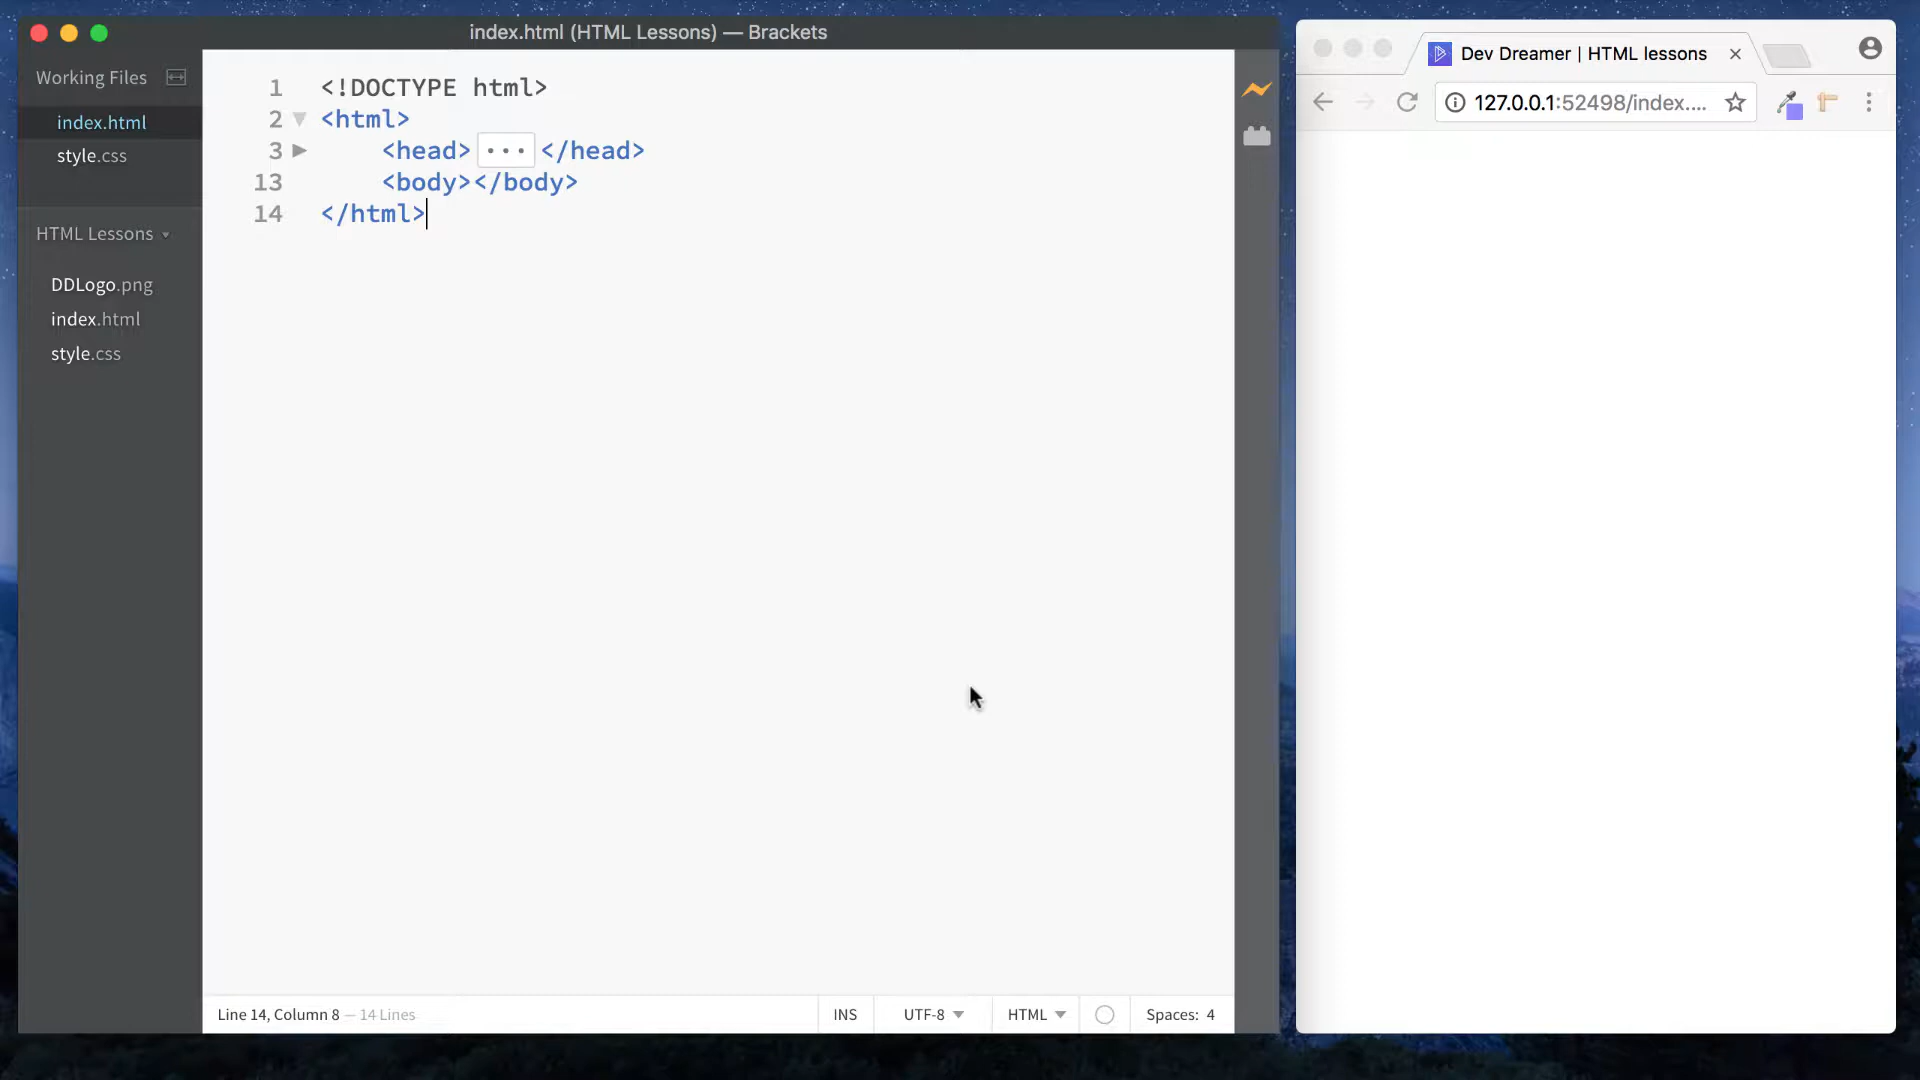 index.html (HTML Lessons) — Brackets
Working Files
index.html
style.css
HTML Lessons
DDLogo.png
index.html
style.css
1 <!DOCTYPE html>
2 <html>
3 <head> ••• </head>
13 <body></body>
14 </html>
Line 14, Column 8 — 14 Lines
INS
UTF-8
HTML
Spaces: 4
Dev Dreamer | HTML lessons
127.0.0.1:52498/index....